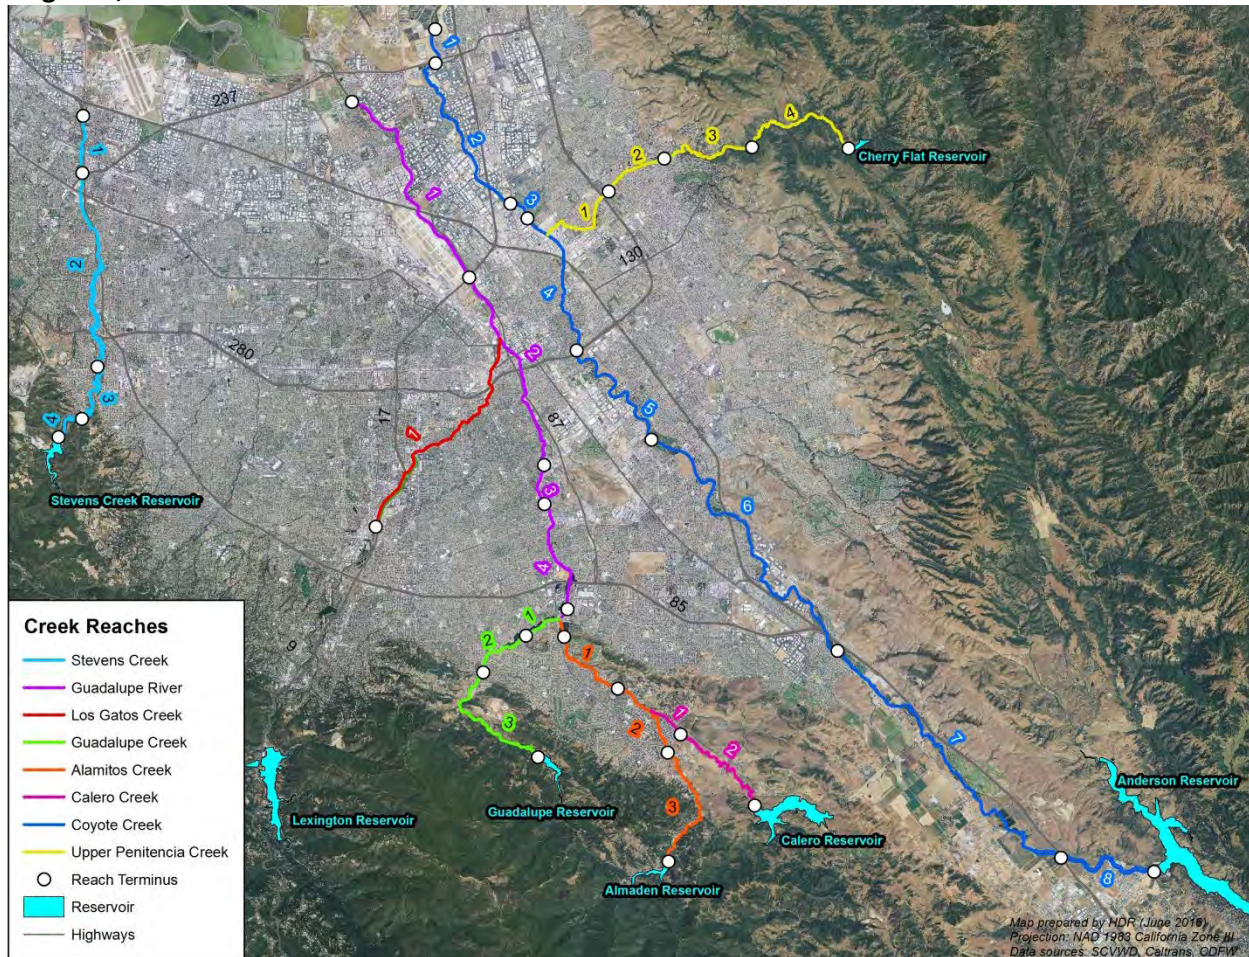 1
237
1
2
4
3
2
Cherry Flat Reservoir
1
3
1
1
130
2
4
280
2
17
87
3
5
4
1
Stevens Creek Reservoir
3
6
4
85
1
2
1
9
1
2
2
3
7
3
Anderson Reservoir
Guadalupe Reservoir
Lexington Reservoir
Calero Reservoir
8
Almaden Reservoir
Creek Reaches
Stevens Creek
Guadalupe River
Los Gatos Creek
Guadalupe Creek
Alamitos Creek
Calero Creek
Coyote Creek
Upper Penitencia Creek
Reach Terminus
Reservoir
Highways
Map prepared by HDR (June 2016)
Projection: NAD 1983 California Zone III
Data sources: SCVWD, Caltrans, CDFW